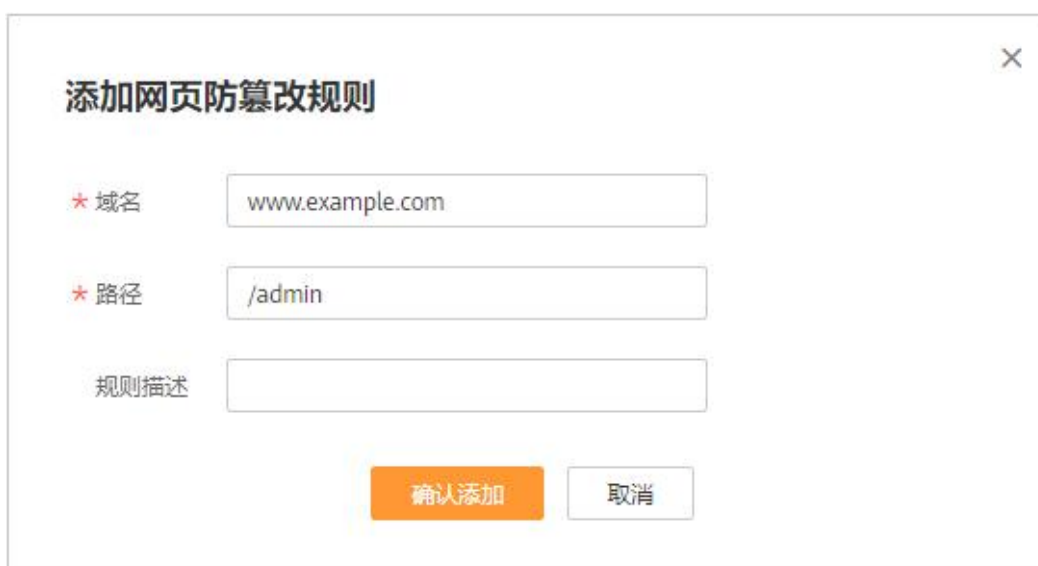 添加网页防篡改规则
* 域名 www.example.com
* 路径 /admin
规则描述
确认添加 取消